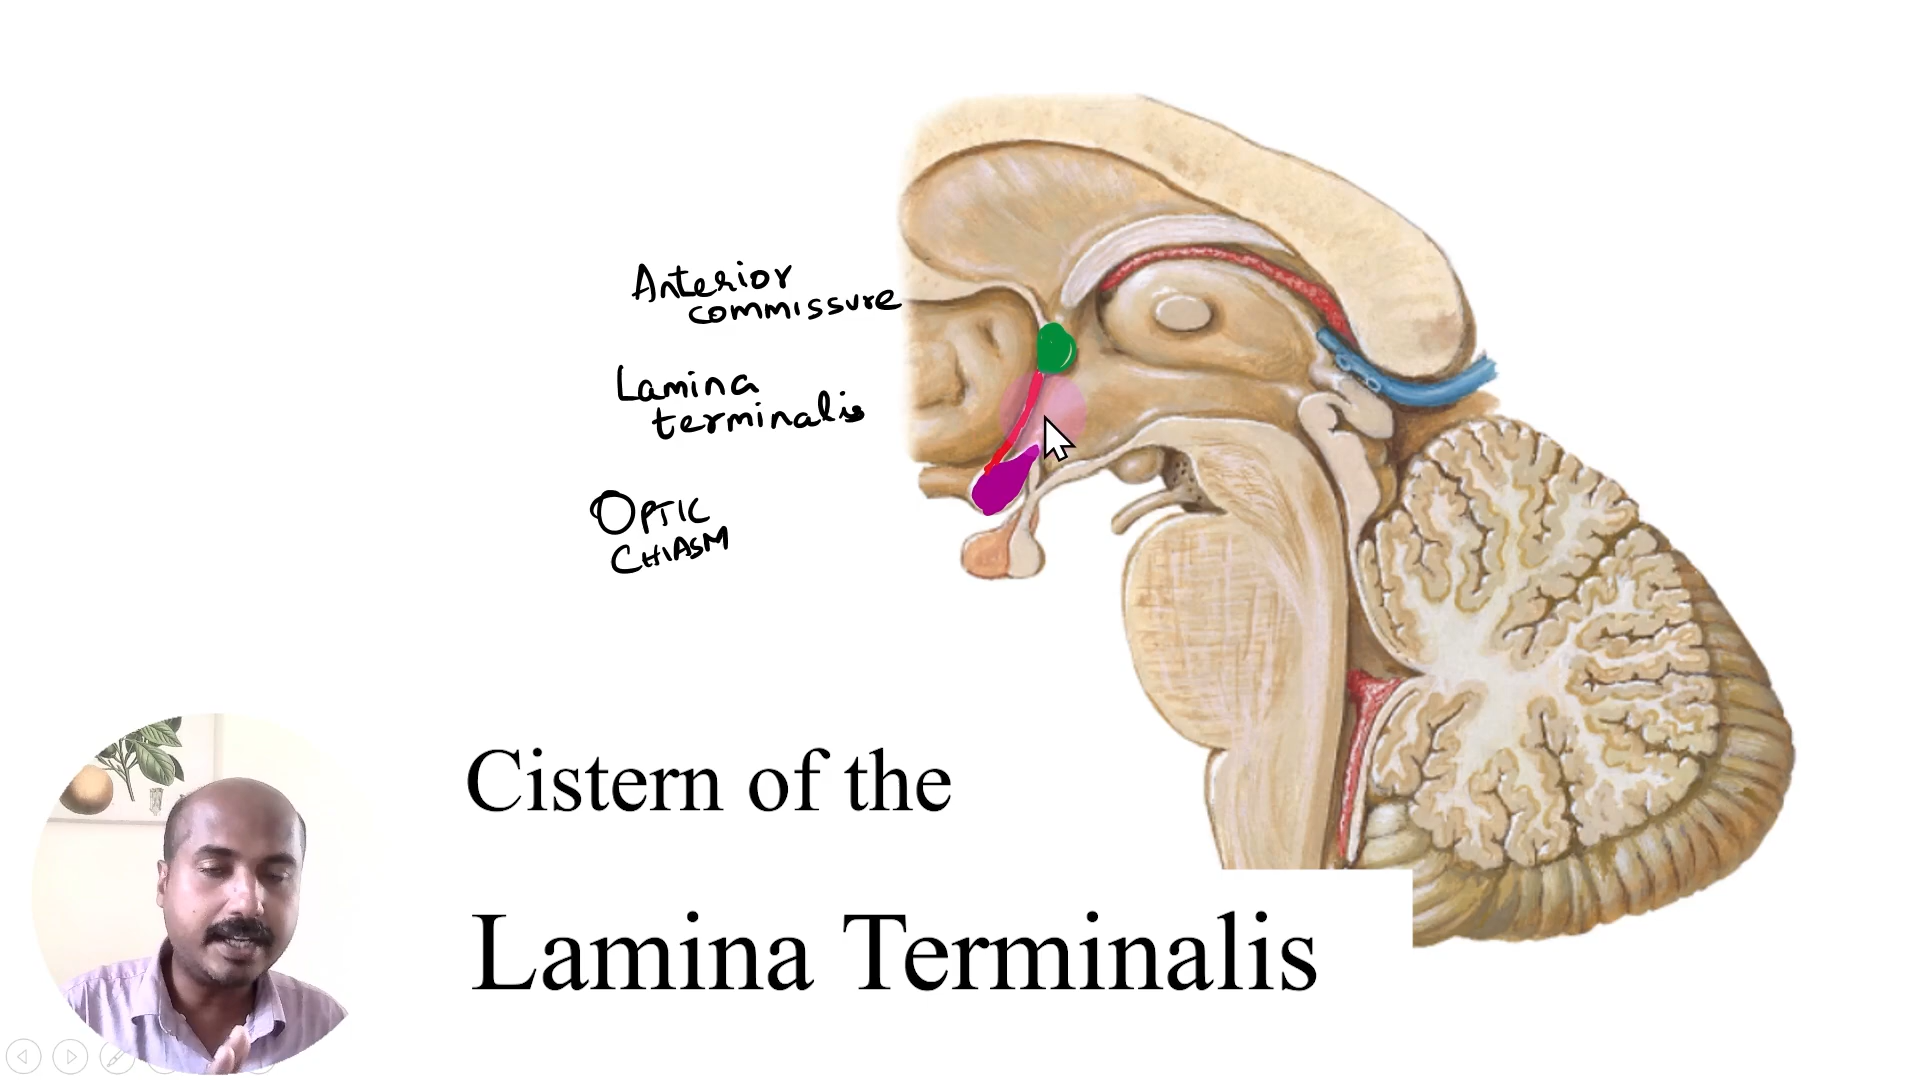 Anterior
commissure
Lamina
terminalis
OPTIC
CHIASM
Cistern of the
Lamina Terminalis